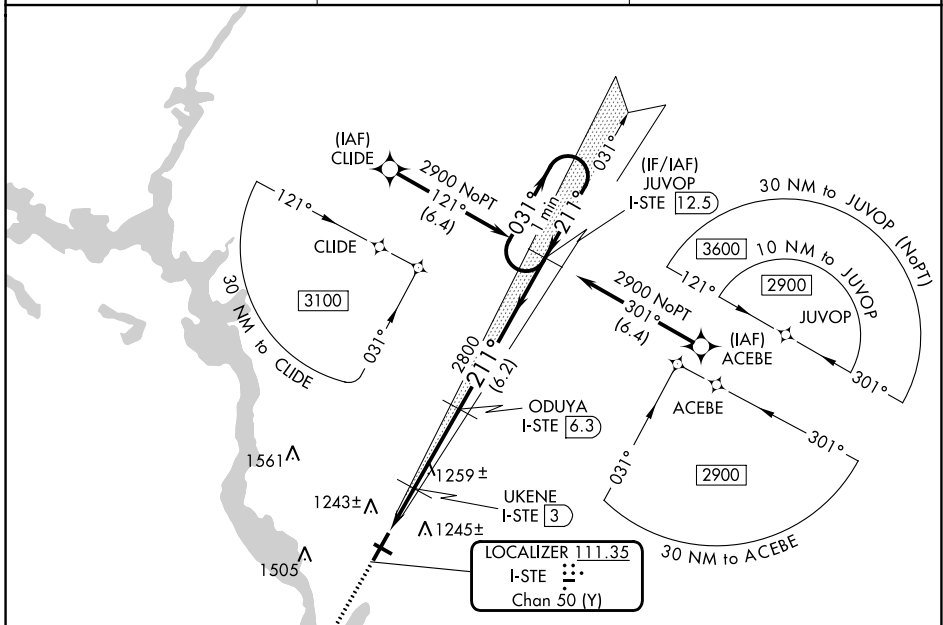 (IAF)
CLIDE
2900 NoPT
121°
(6.4)
031°
1 min
211°
031°
(IF/IAF)
JUVOP
I-STE 12.5
30 NM to JUVOP (NoPT)
3600
10 NM to JUVOP
2900
121°
JUVOP
301°
121°
CLIDE
3100
031°
30 NM to CLIDE
2900 NoPT
301°
(6.4)
(IAF)
ACEBE
2800
211°
(6.2)
ODUYA
I-STE 6.3
ACEBE
031°
301°
2900
30 NM to ACEBE
1561
1259±
1243±
UKENE
I-STE 3
1245±
1505
LOCALIZER 111.35
I-STE
Chan 50 (Y)